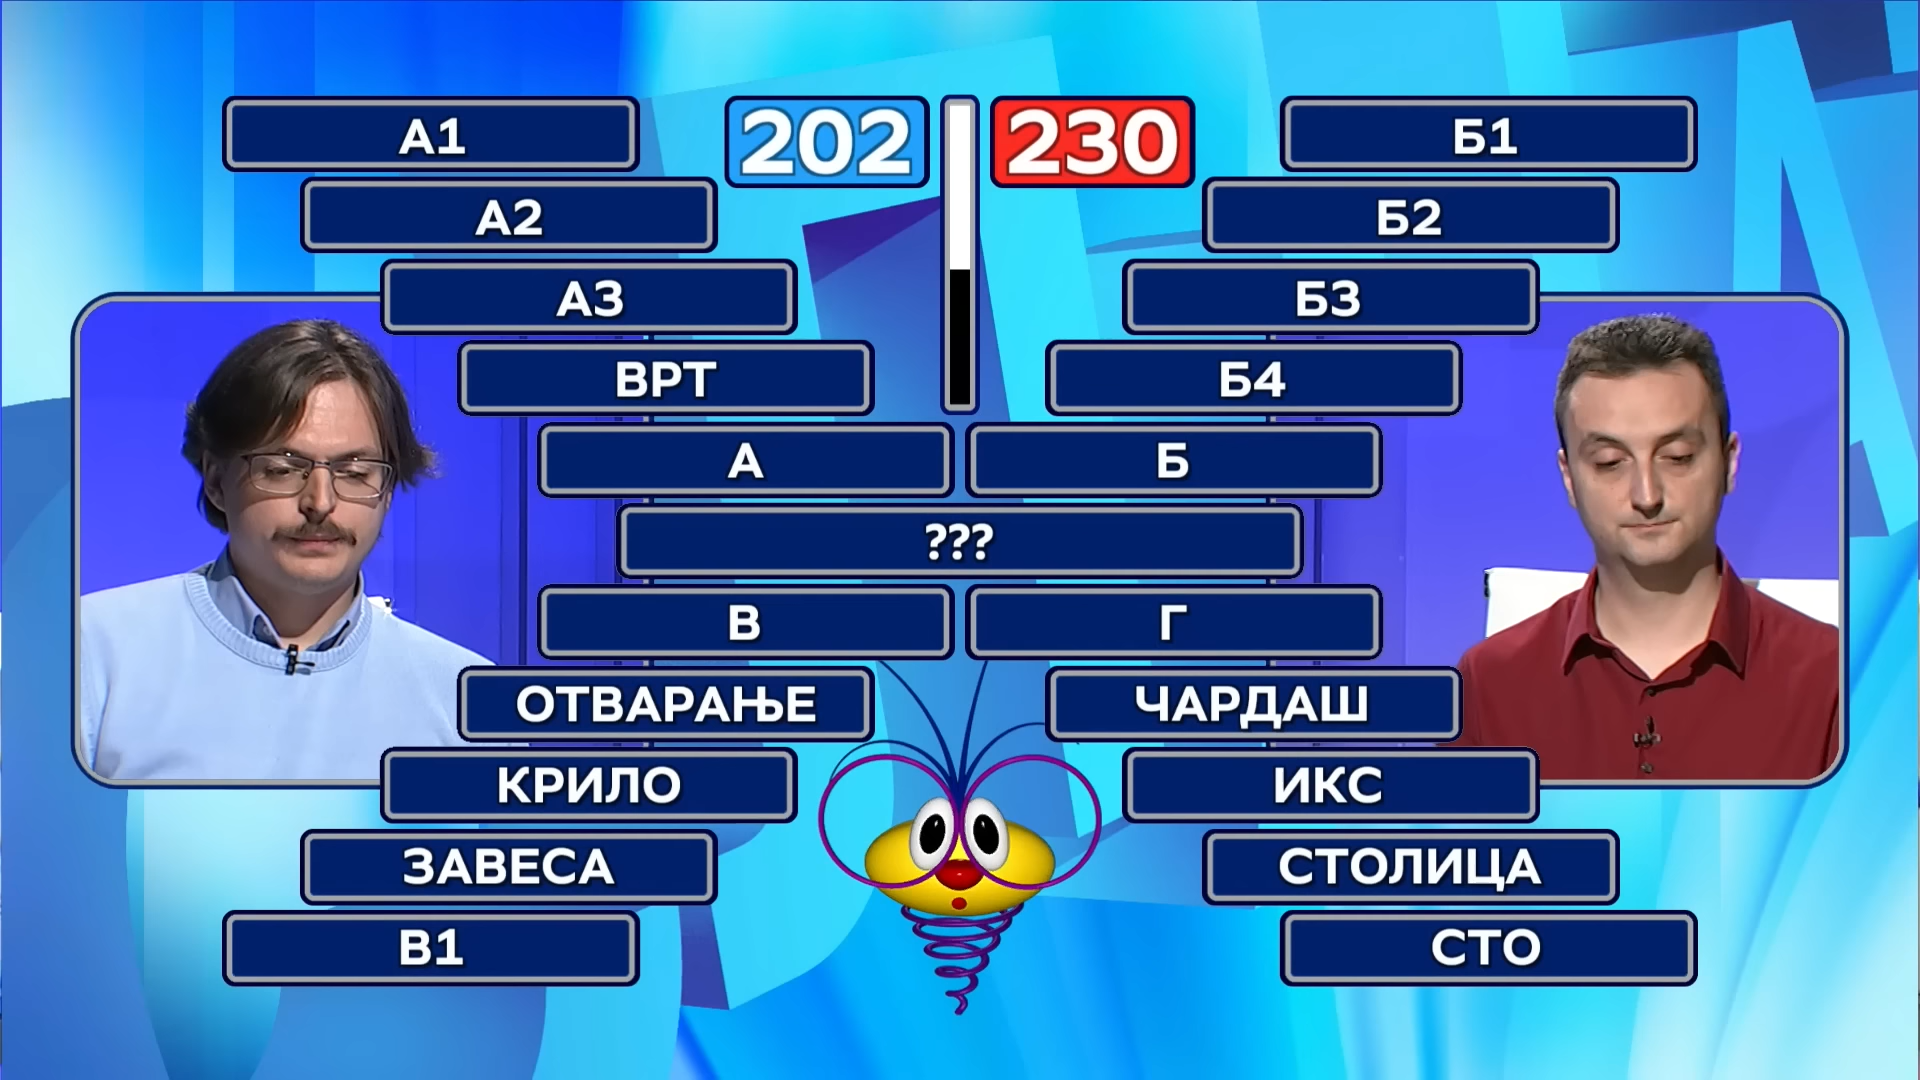 А1
202
230
Б1
А2
Б2
А3
Б3
ВРТ
Б4
А
Б
???
В
Г
ОТВАРАЊЕ
ЧАРДАШ
КРИЛО
ИКС
ЗАВЕСА
СТОЛИЦА
В1
СТО